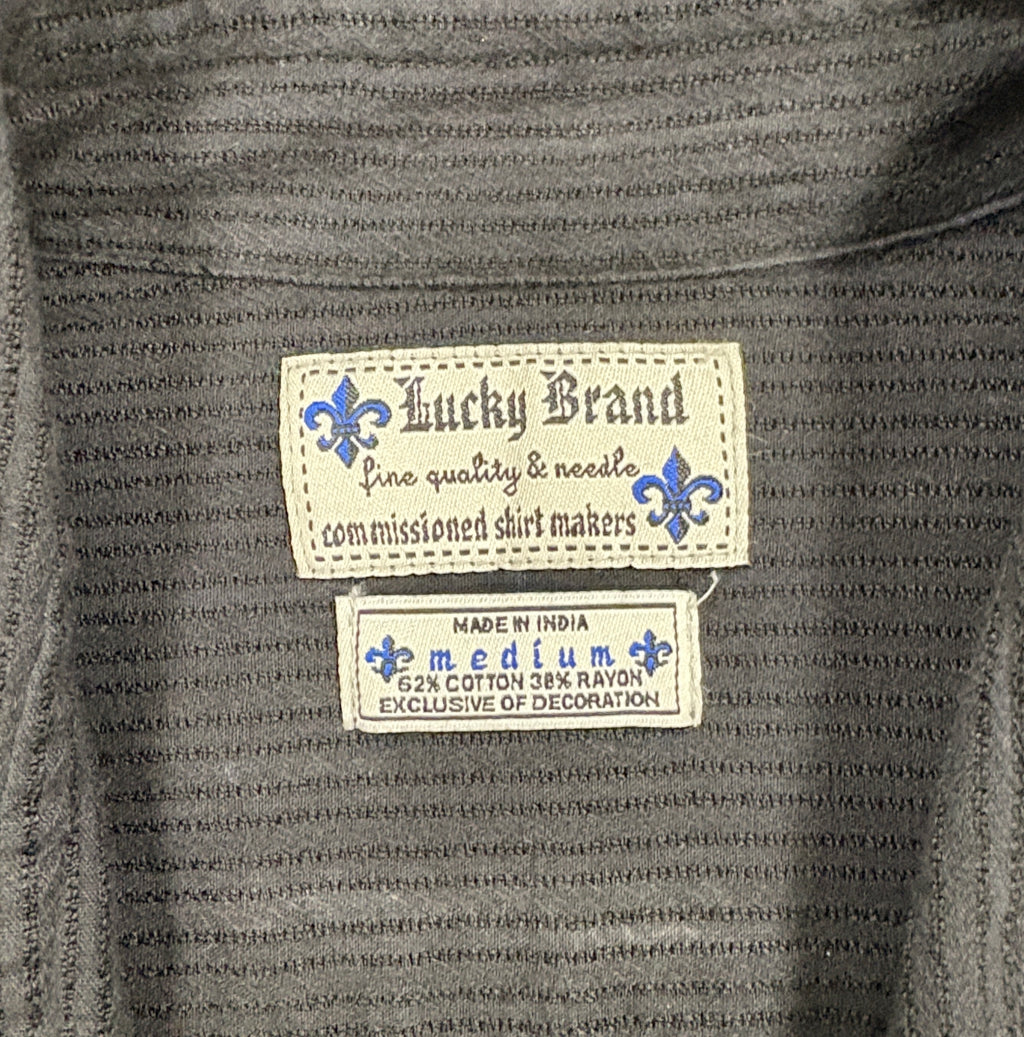 Lucky Brand
fine quality & needle
commissioned shirt makers
MADE IN INDIA
medium
62% COTTON 38% RAYON
EXCLUSIVE OF DECORATION